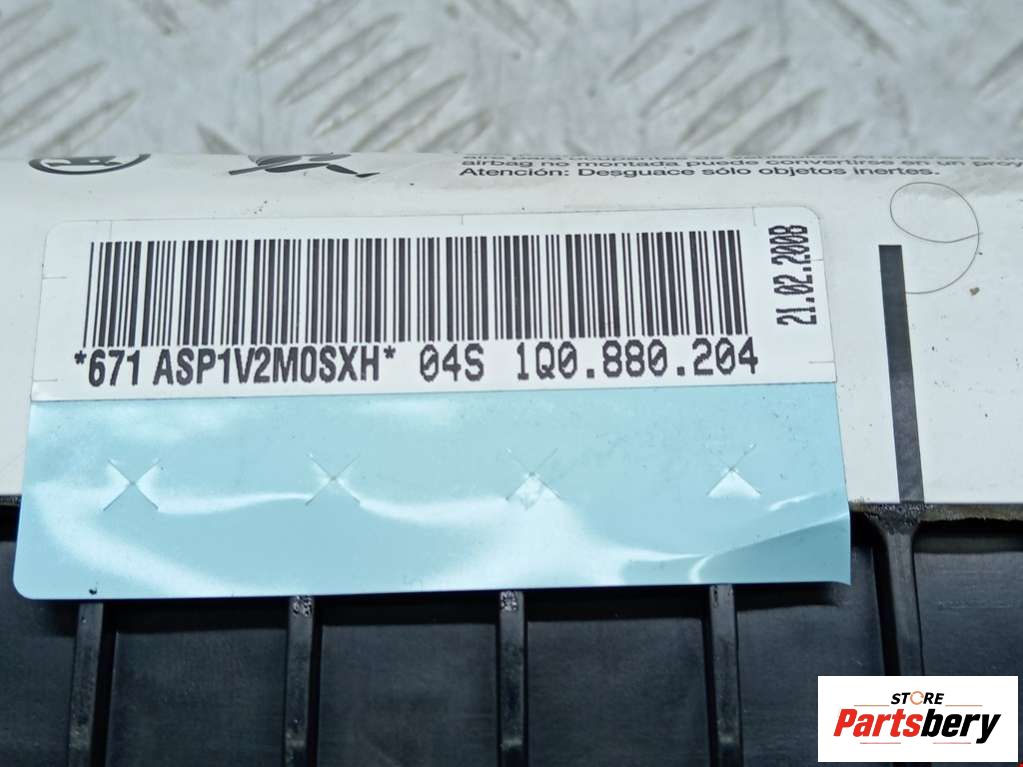 airbag no montada puede convertirse en un proy
Atención: Desguace sólo objetos inertes.
21.02.2008
*671 ASP1V2M0SXH* 04S 1Q0.880.204
STORE
Partsbery